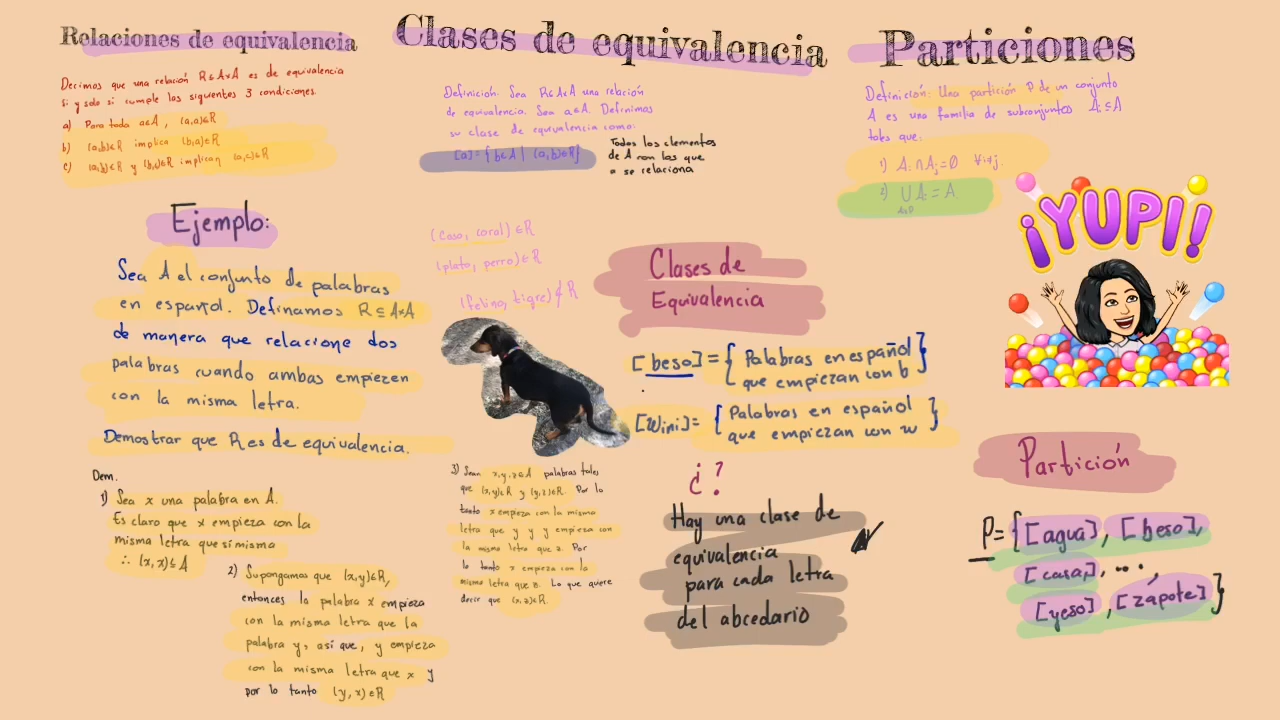 Relaciones de equivalencia
Decimos que una relación R⊆A×A es de equivalencia
si y solo si cumple las siguientes 3 condiciones.
a) Para toda a∈A, (a,a)∈R
b) (a,b)∈R implica (b,a)∈R
c) (a,b)∈R y (b,c)∈R implican (a,c)∈R
Ejemplo:
Sea A el conjunto de palabras
en español. Definamos R⊆A×A
de manera que relacione dos
palabras cuando ambas empiezen
con la misma letra.
Demostrar que R es de equivalencia.
Dem.
1) Sea x una palabra en A.
Es claro que x empieza con la
misma letra que si misma
∴ (x,x)∈A
2) Supongamos que (x,y)∈R,
entonces la palabra x empieza
con la misma letra que la
palabra y, así que, y empieza
con la misma letra que x y
por lo tanto (y,x)∈R
Clases de equivalencia
Definición: Sea R⊆A×A una relación
de equivalencia. Sea a∈A. Definimos
su clase de equivalencia como:
[a]={b∈A | (a,b)∈R}
Todos los elementos
de A con los que
a se relaciona
(casa, coral)∈R
(plato, perro)∈R
(felino, tigre)∉R
3) Sean x,y,z∈A palabras tales
que (x,y)∈R y (y,z)∈R. Por lo
tanto x empieza con la misma
letra que y y y empieza con
la misma letra que z. Por
lo tanto x empieza con la
misma letra que z. Lo que quiere
decir que (x,z)∈R.
Clases de
Equivalencia
[beso]={Palabras en español
que empiezan con b}
[Wini]={Palabras en español
que empiezan con w}
¿?
Hay una clase de
equivalencia
para cada letra
del abcedario
Particiones
Definición: Una partición P de un conjunto
A es una familia de subconjuntos Aᵢ⊆A
tales que:
1) Aᵢ∩Aⱼ=∅ ∀i≠j.
2) ∪Aᵢ=A
¡YUPI!
Partición
P={[agua], [beso],
[casa], ...,
[yeso], [zapote]}